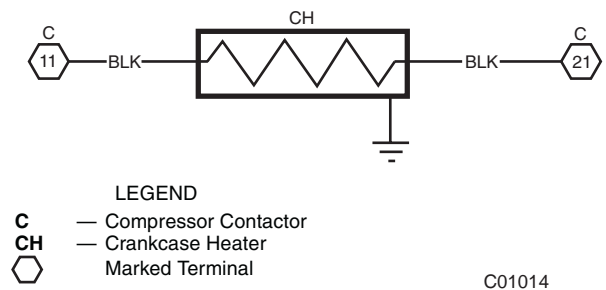 CH
C
C
11
BLK
BLK
21
LEGEND
C — Compressor Contactor
CH — Crankcase Heater
Marked Terminal
C01014